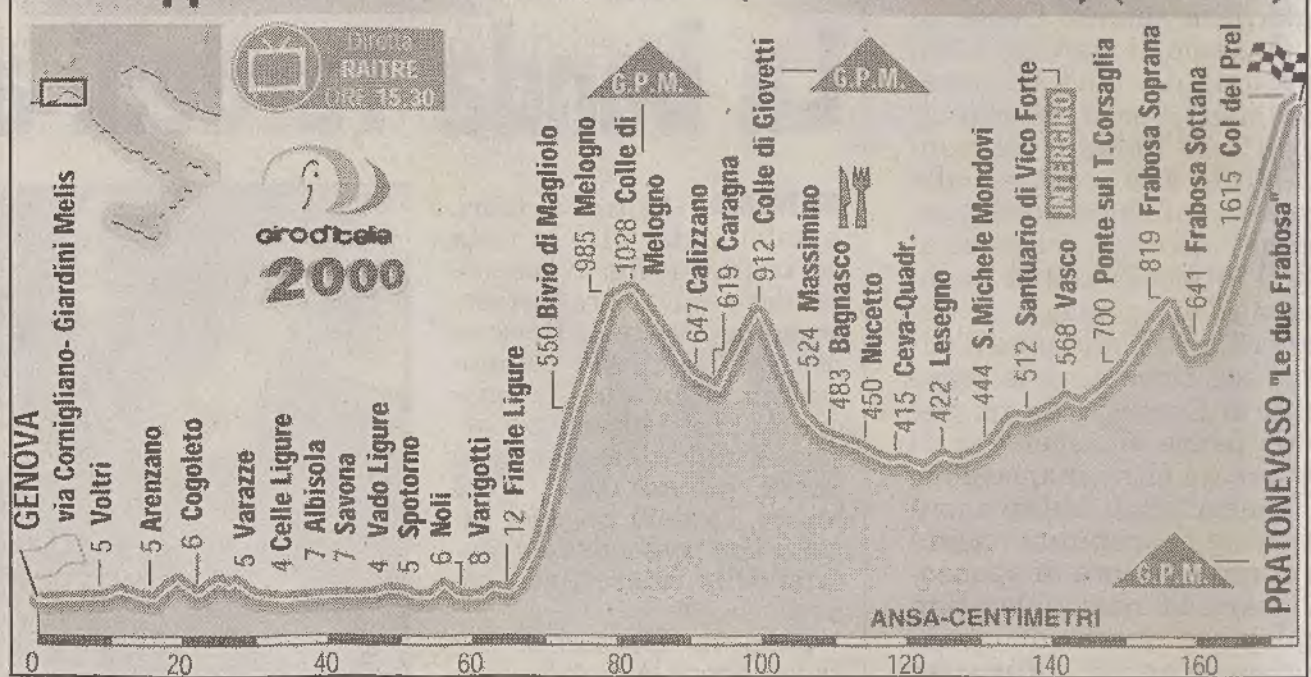 Diretta
RAITRE
ORE 15.30
giro d'italia
2000
GENOVA
via Cornigliano- Giardini Melis
5 Voltri
5 Arenzano
6 Cogoleto
5 Varazze
4 Celle Ligure
7 Albisola
7 Savona
4 Vado Ligure
5 Spotorno
6 Noli
8 Varigotti
12 Finale Ligure
550 Bivio di Magliolo
985 Melogno
G.P.M.
1028 Colle di
Melogno
647 Calizzano
619 Caragna
912 Colle di Gioveti
G.P.M.
524 Massimino
483 Bagnasco
450 Nucetto
415 Ceva-Quadr.
422 Lesegno
444 S.Michele Mondovì
512 Santuario di Vico Forte
INTERGIRO
568 Vasco
700 Ponte sul T.Corsaglia
819 Frabosa Soprana
641 Frabosa Sottana
1615 Col del Prel
PRATONEVOSO "Le due Frabosa"
G.P.M.
ANSA-CENTIMETRI
0 20 40 60 80 100 120 140 160